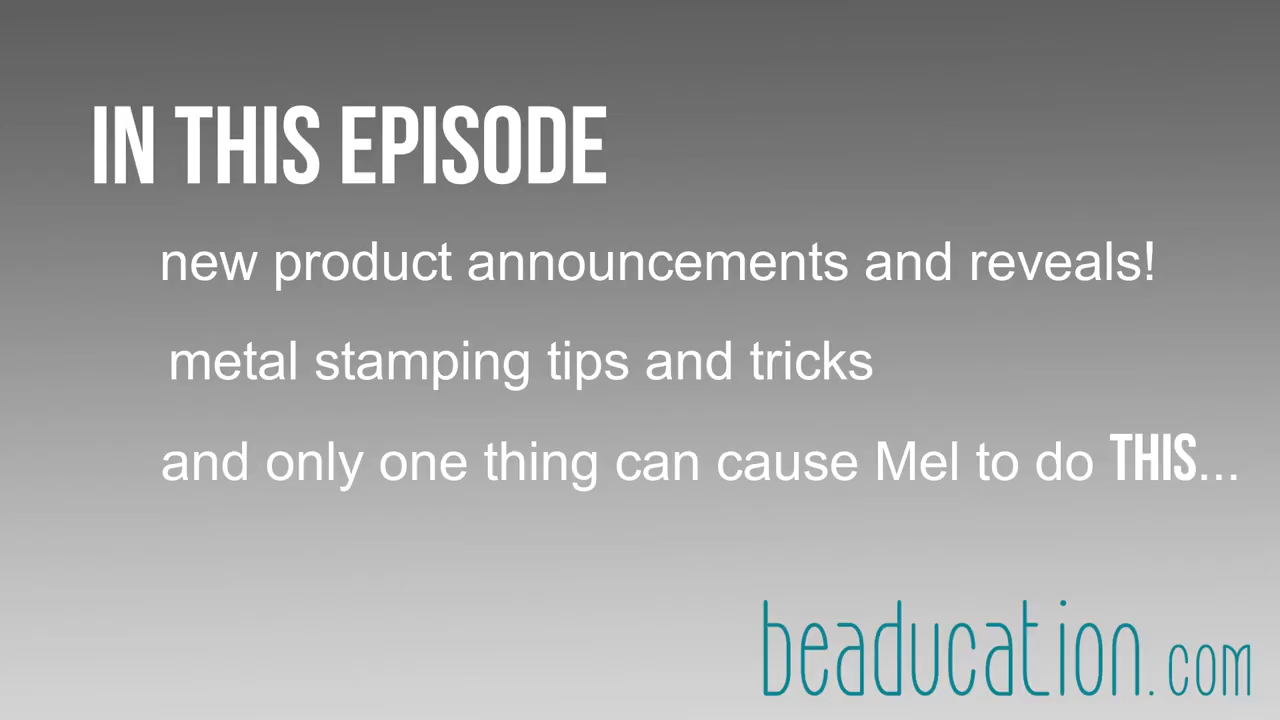 IN THIS EPISODE
new product announcements and reveals!
metal stamping tips and tricks
and only one thing can cause Mel to do THIS...
beaducation.com